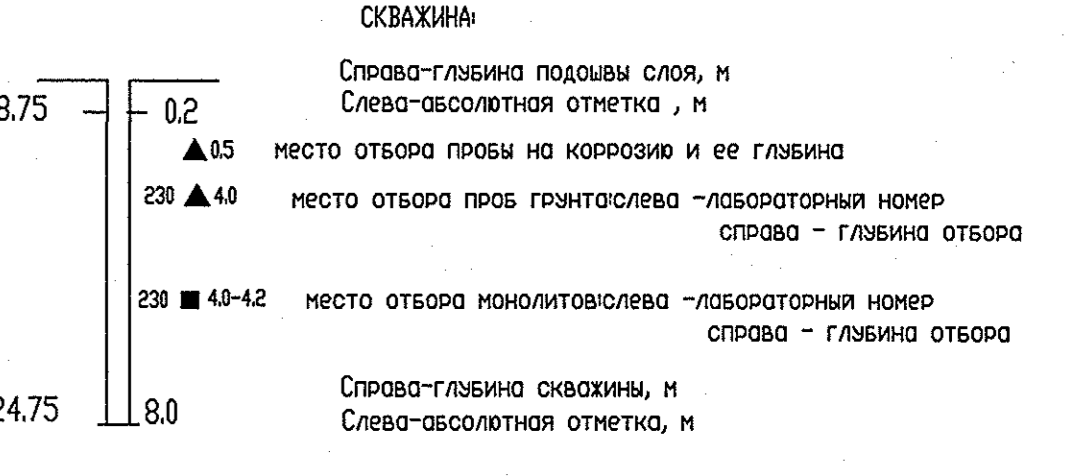 СКВАЖИНА:
Справа-глубина подошвы слоя, м
8.75 0.2 Слева-абсолютная отметка , м
0.5 место отбора пробы на коррозию и ее глубина
230 4.0 место отбора проб грунта:слева -лабораторный номер
справа - глубина отбора
230 4.0-4.2 место отбора монолитов:слева -лабораторный номер
справа - глубина отбора
Справа-глубина скважины, м
24.75 8.0 Слева-абсолютная отметка, м